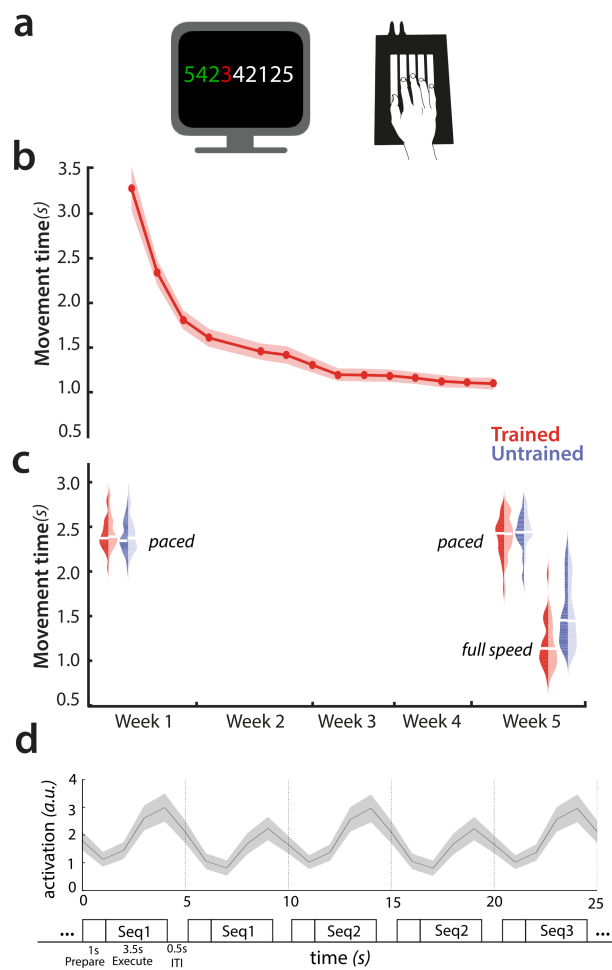 a
54234212​5
b
Movement time(s)
3.5
3.0
2.5
2.0
1.5
1.0
0.5
Trained
Untrained
c
Movement time(s)
3.0
2.5
2.0
1.5
1.0
0.5
paced
paced
full speed
Week 1 Week 2 Week 3 Week 4 Week 5
d
activation (a.u.)
4
3
2
1
0
0 5 10 15 20 25
... Seq1 Seq1 Seq2 Seq2 Seq3 ...
1s 3.5s 0.5s
Prepare Execute ITI
time (s)